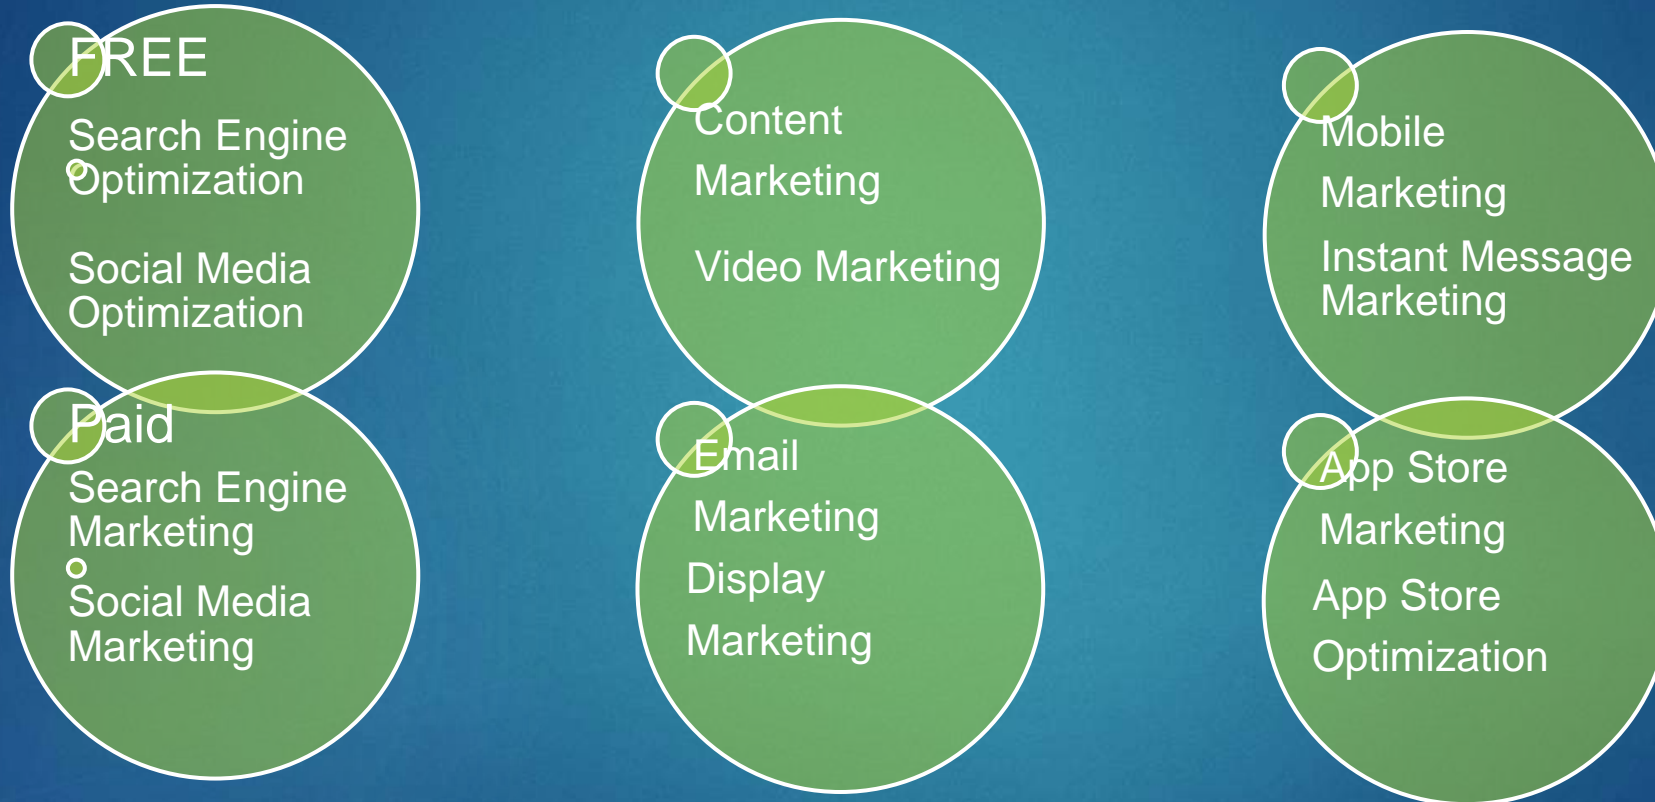 FREE
Search Engine
Optimization
Social Media
Optimization
Content
Marketing
Video Marketing
Mobile
Marketing
Instant Message
Marketing
Paid
Search Engine
Marketing
Social Media
Marketing
Email
Marketing
Display
Marketing
App Store
Marketing
App Store
Optimization